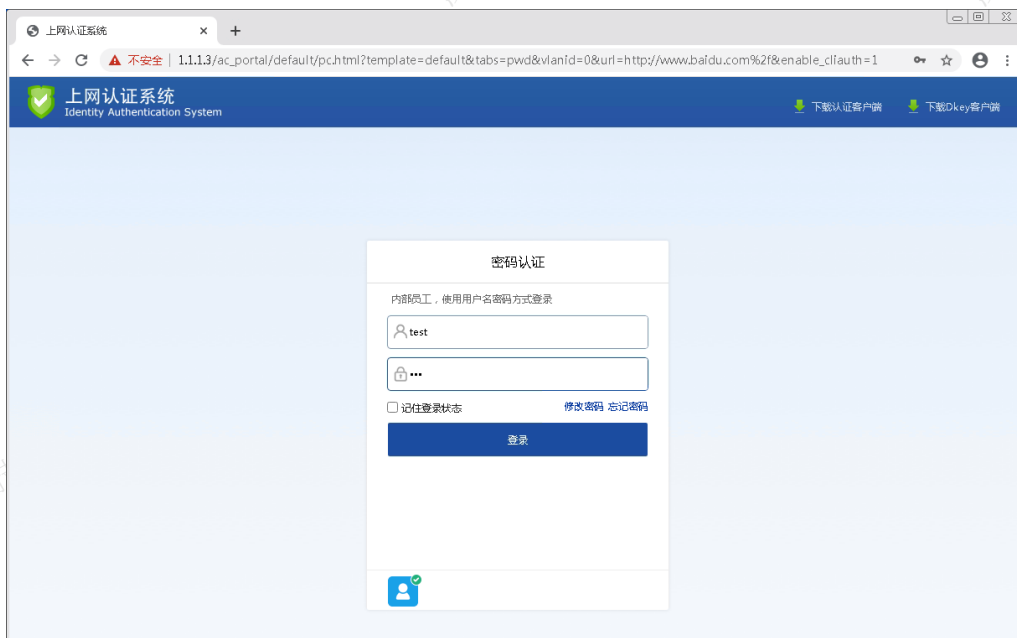 上网认证系统
不安全 | 1.1.1.3/ac_portal/default/pc.html?template=default&tabs=pwd&vlanid=0&url=http://www.baidu.com%2f&enable_cliauth=1
上网认证系统
Identity Authentication System
下载认证客户端 下载Dkey客户端
密码认证
内部员工，使用用户名密码方式登录
test
•••
记住登录状态 修改密码 忘记密码
登录